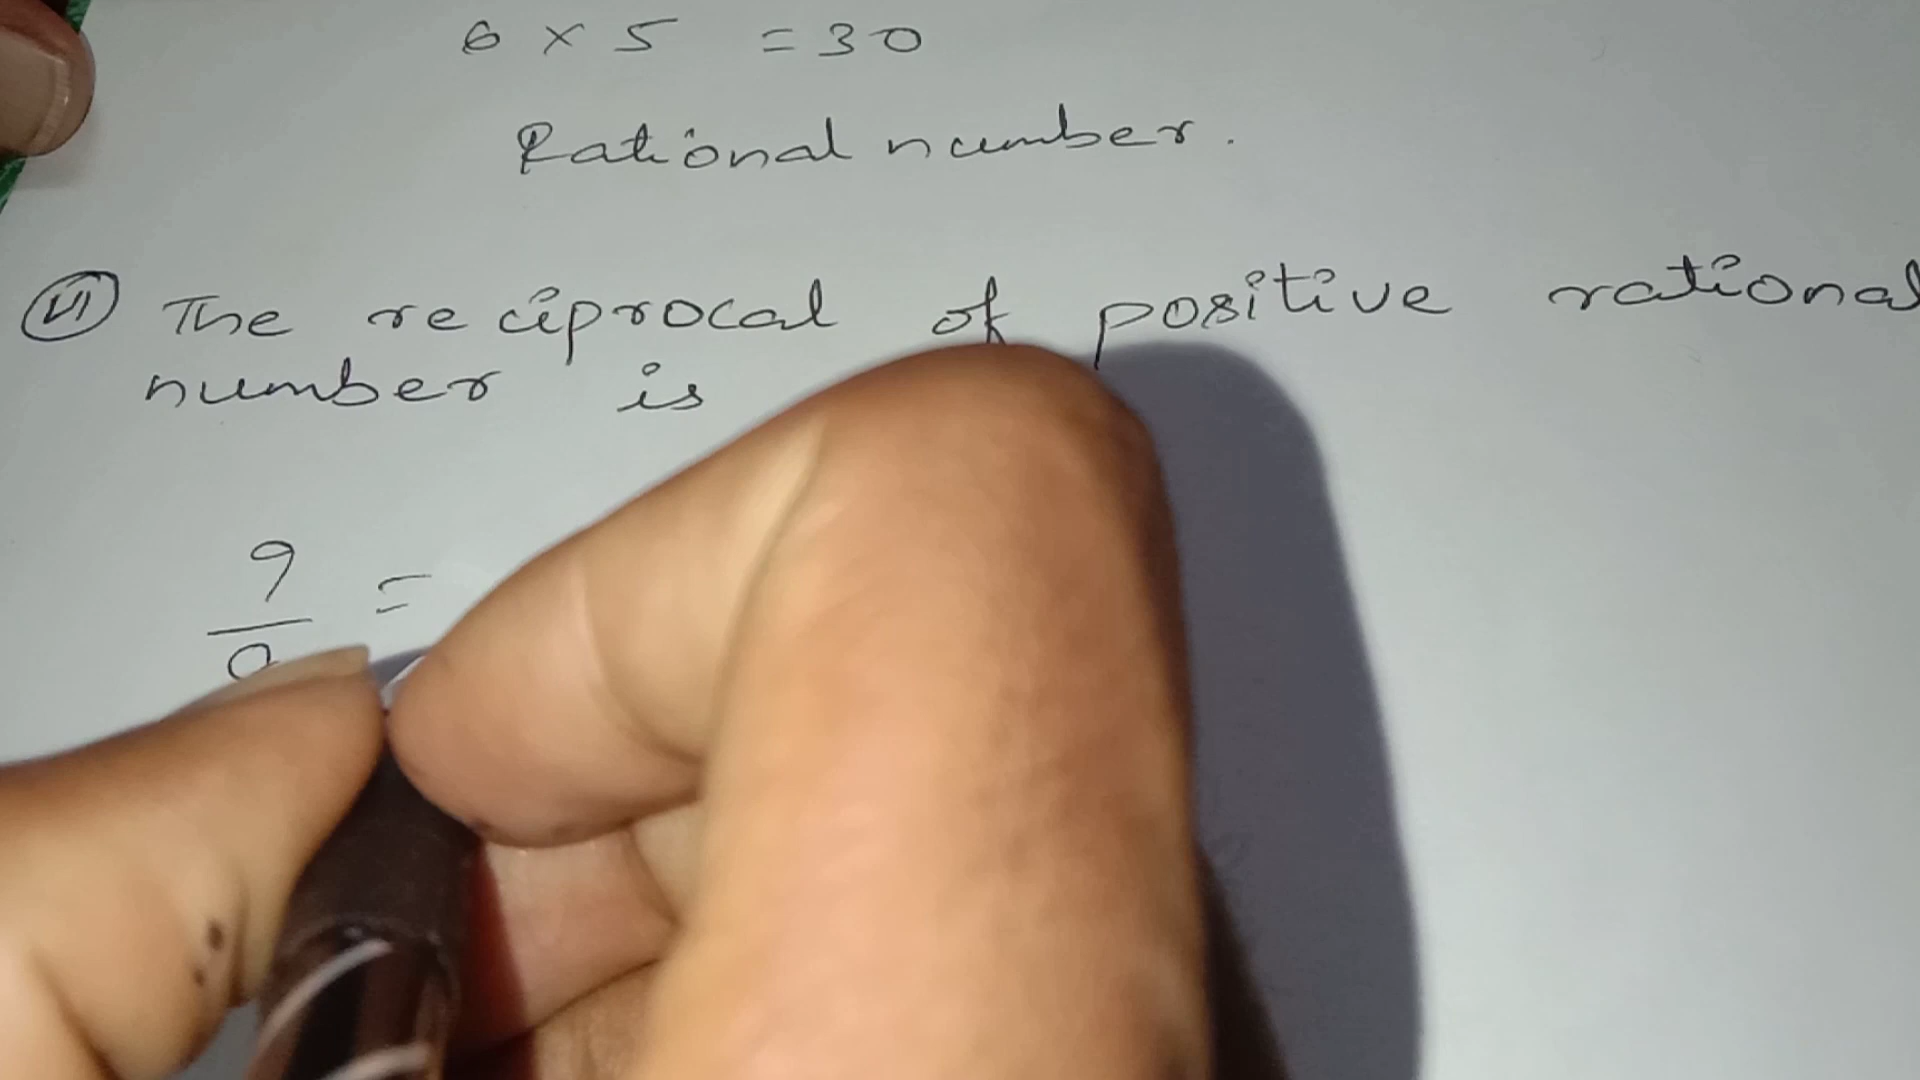 6 × 5 = 30
Rational number.
VI The reciprocal of positive rational
number is
9
=